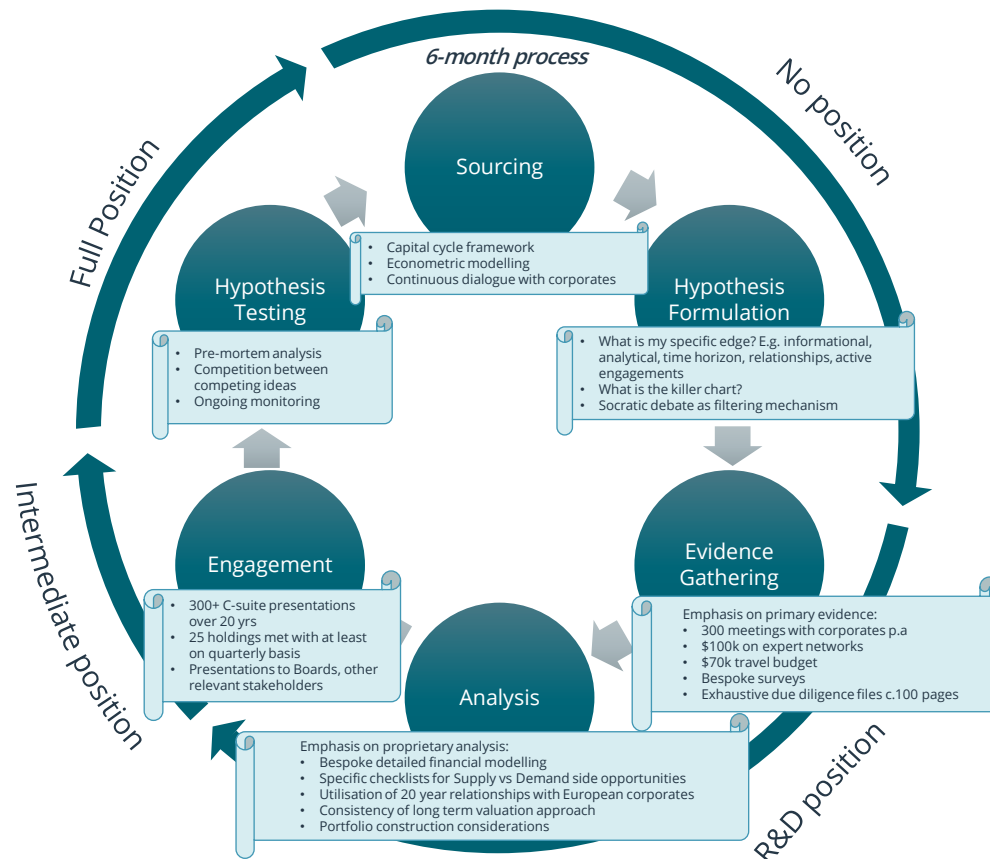 6-month process
No position
Full Position
Sourcing
• Capital cycle framework
• Econometric modelling
• Continuous dialogue with corporates
Hypothesis
Formulation
• What is my specific edge? E.g. informational,
analytical, time horizon, relationships, active
engagements
• What is the killer chart?
• Socratic debate as filtering mechanism
Hypothesis
Testing
• Pre-mortem analysis
• Competition between
competing ideas
• Ongoing monitoring
Evidence
Gathering
Emphasis on primary evidence:
• 300 meetings with corporates p.a
• $100k on expert networks
• $70k travel budget
• Bespoke surveys
• Exhaustive due diligence files c.100 pages
R&D position
Analysis
Emphasis on proprietary analysis:
• Bespoke detailed financial modelling
• Specific checklists for Supply vs Demand side opportunities
• Utilisation of 20 year relationships with European corporates
• Consistency of long term valuation approach
• Portfolio construction considerations
Engagement
• 300+ C-suite presentations
over 20 yrs
• 25 holdings met with at least
on quarterly basis
• Presentations to Boards, other
relevant stakeholders
Intermediate position